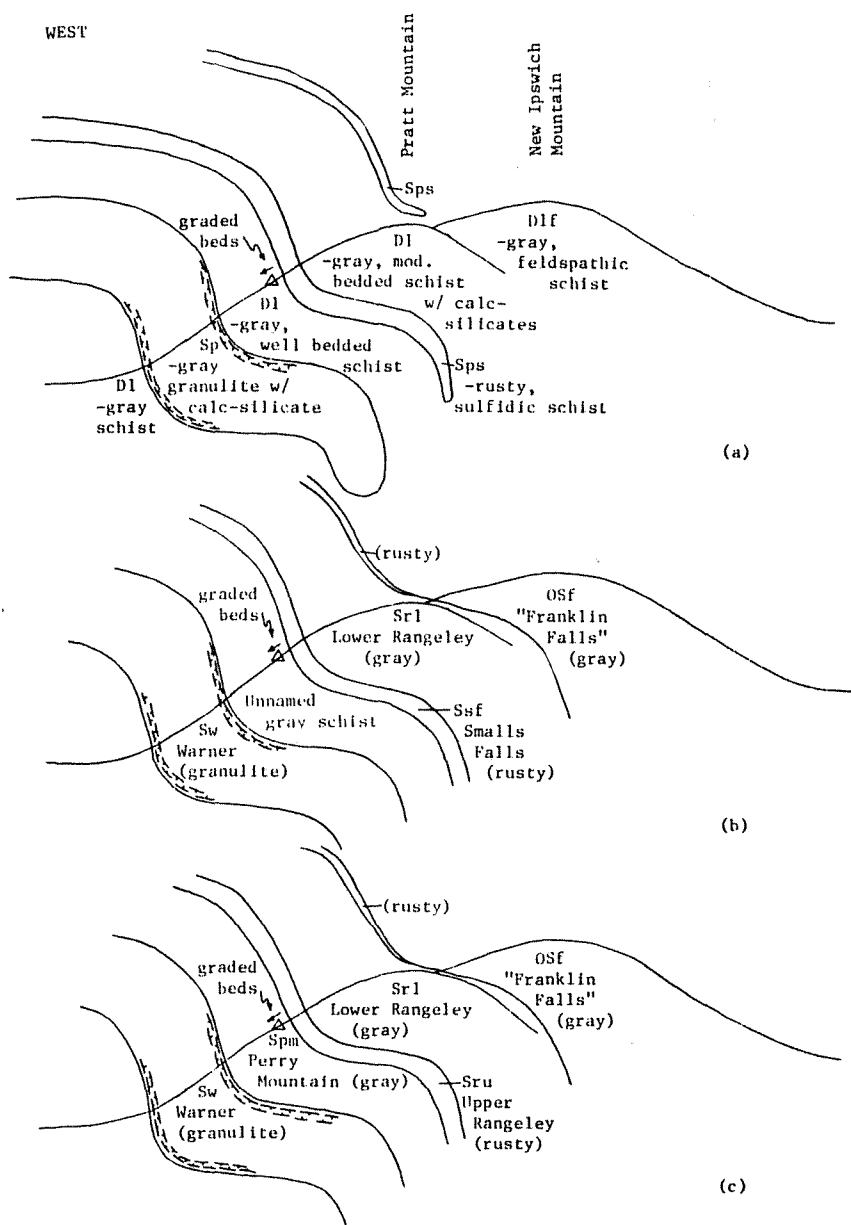 WEST
Pratt Mountain
New Ipswich
Mountain
Sps
graded
beds
Dl
-gray, mod.
bedded schist
w/ calc-
silicates
Dlf
-gray,
feldspathic
schist
Dl
-gray,
well bedded
schist
Sp
-gray
granulite w/
calc-silicate
Dl
-gray
schist
Sps
-rusty,
sulfidic schist
(a)
(rusty)
graded
beds
Srl
Lower Rangeley
(gray)
OSf
"Franklin
Falls"
(gray)
Unnamed
gray schist
Sw
Warner
(granulite)
Ssf
Smalls
Falls
(rusty)
(b)
(rusty)
graded
beds
Srl
Lower Rangeley
(gray)
OSf
"Franklin
Falls"
(gray)
Spm
Perry
Mountain (gray)
Sw
Warner
(granulite)
Sru
Upper
Rangeley
(rusty)
(c)